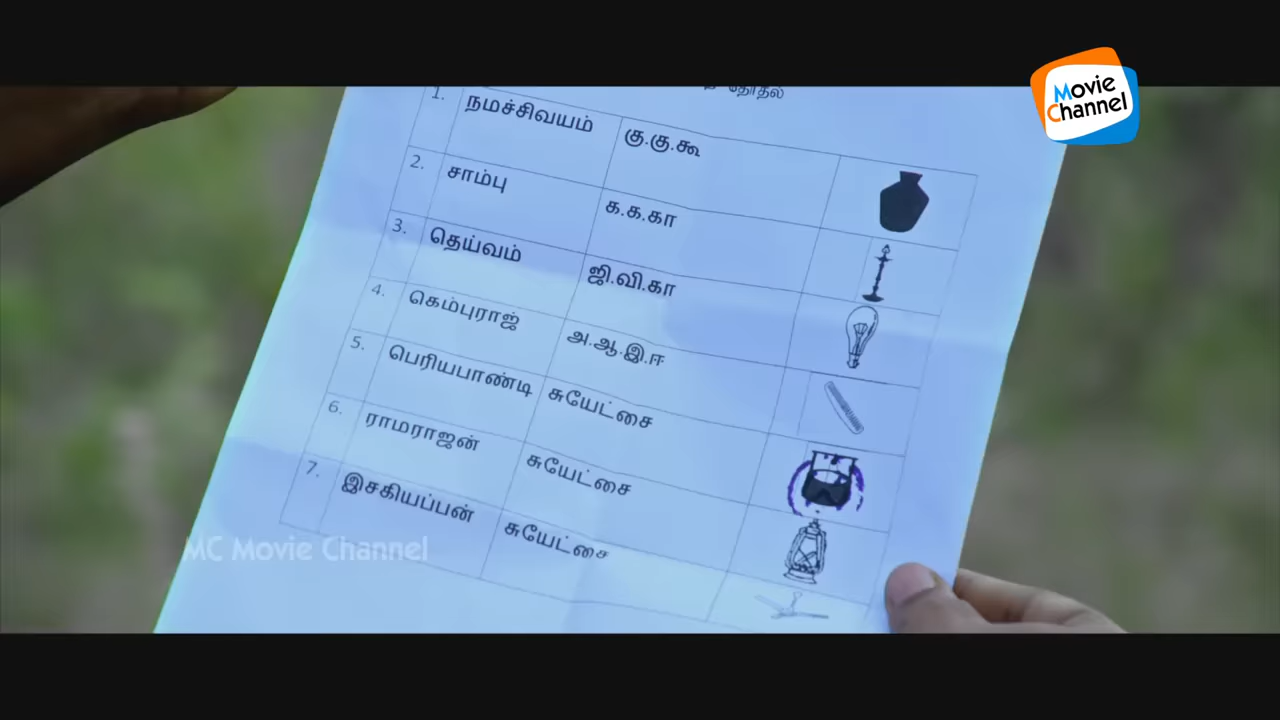 Movie
Channel
தேர்தல்
1. நமச்சிவயம் கு.கு.கூ
2. சாம்பு க.க.கா
3. தெய்வம் ஜி.வி.கா
4. கெம்புராஜ் அ.ஆ.இ.ஈ
5. பெரியபாண்டி சுயேட்சை
6. ராமராஜன் சுயேட்சை
7. இசகியப்பன் சுயேட்சை
MC Movie Channel